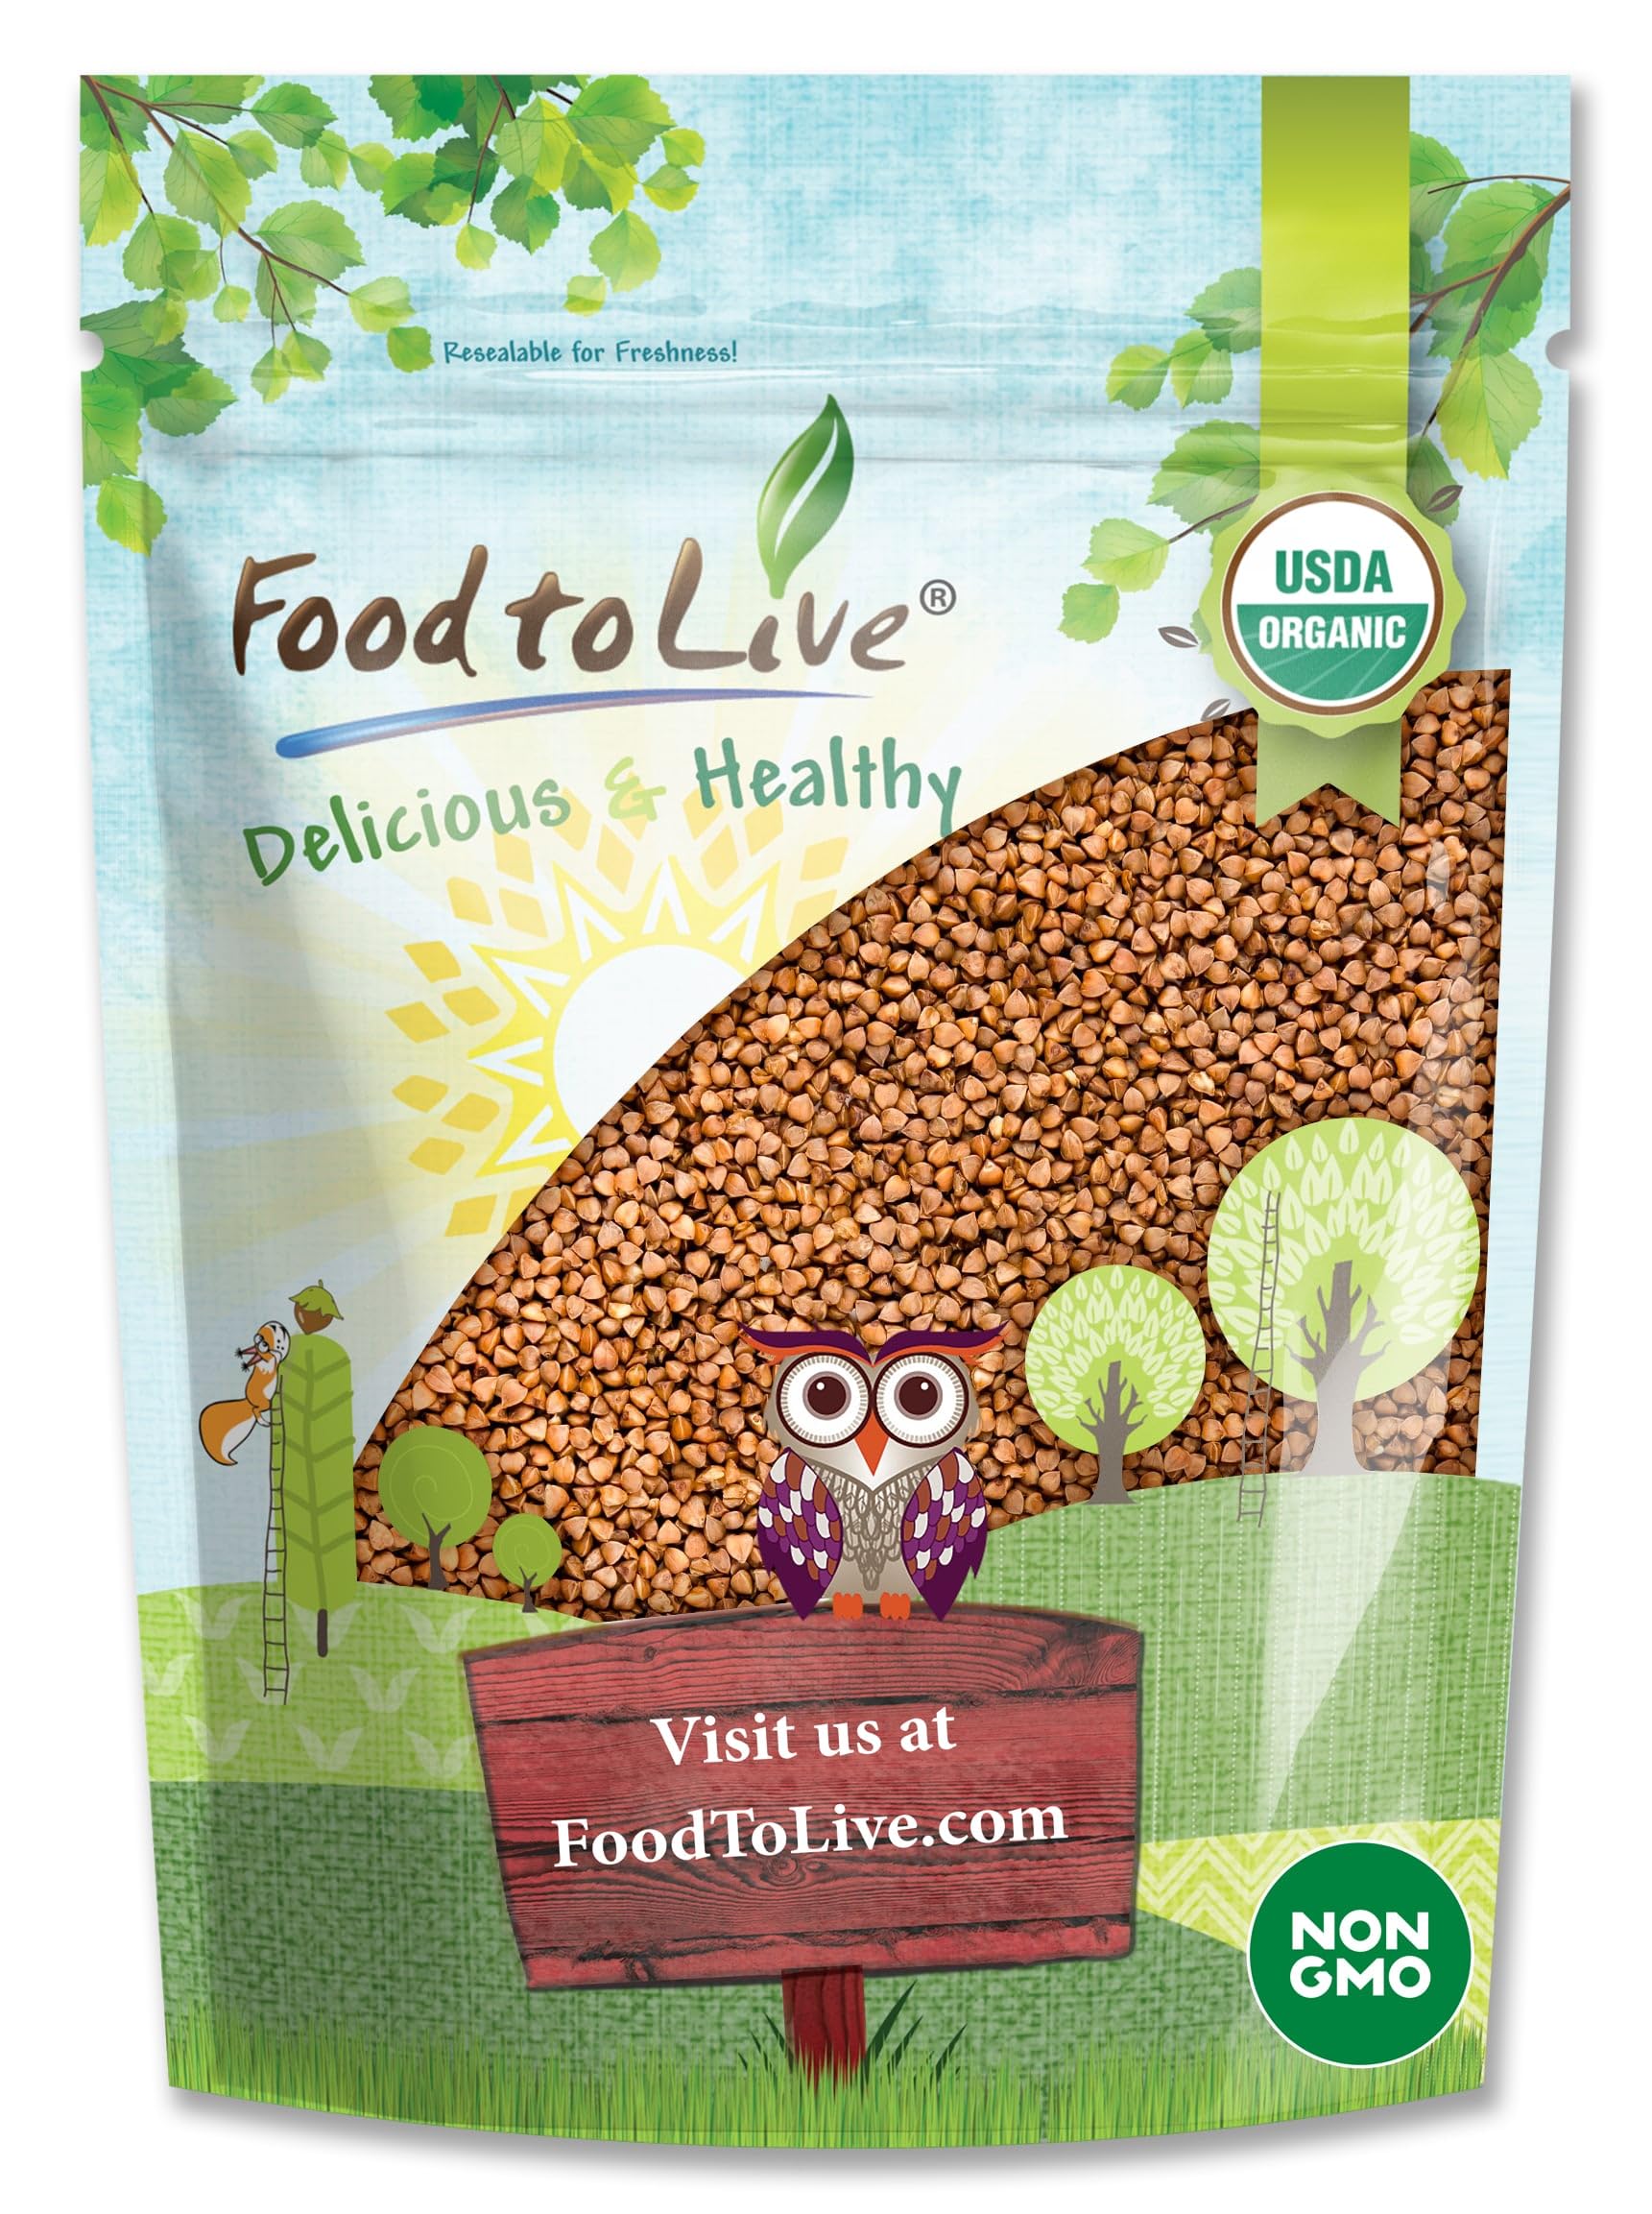 Resealable for Freshness!
Food to Live®
Delicious & Healthy
USDA
ORGANIC
Visit us at
FoodToLive.com
NON
GMO